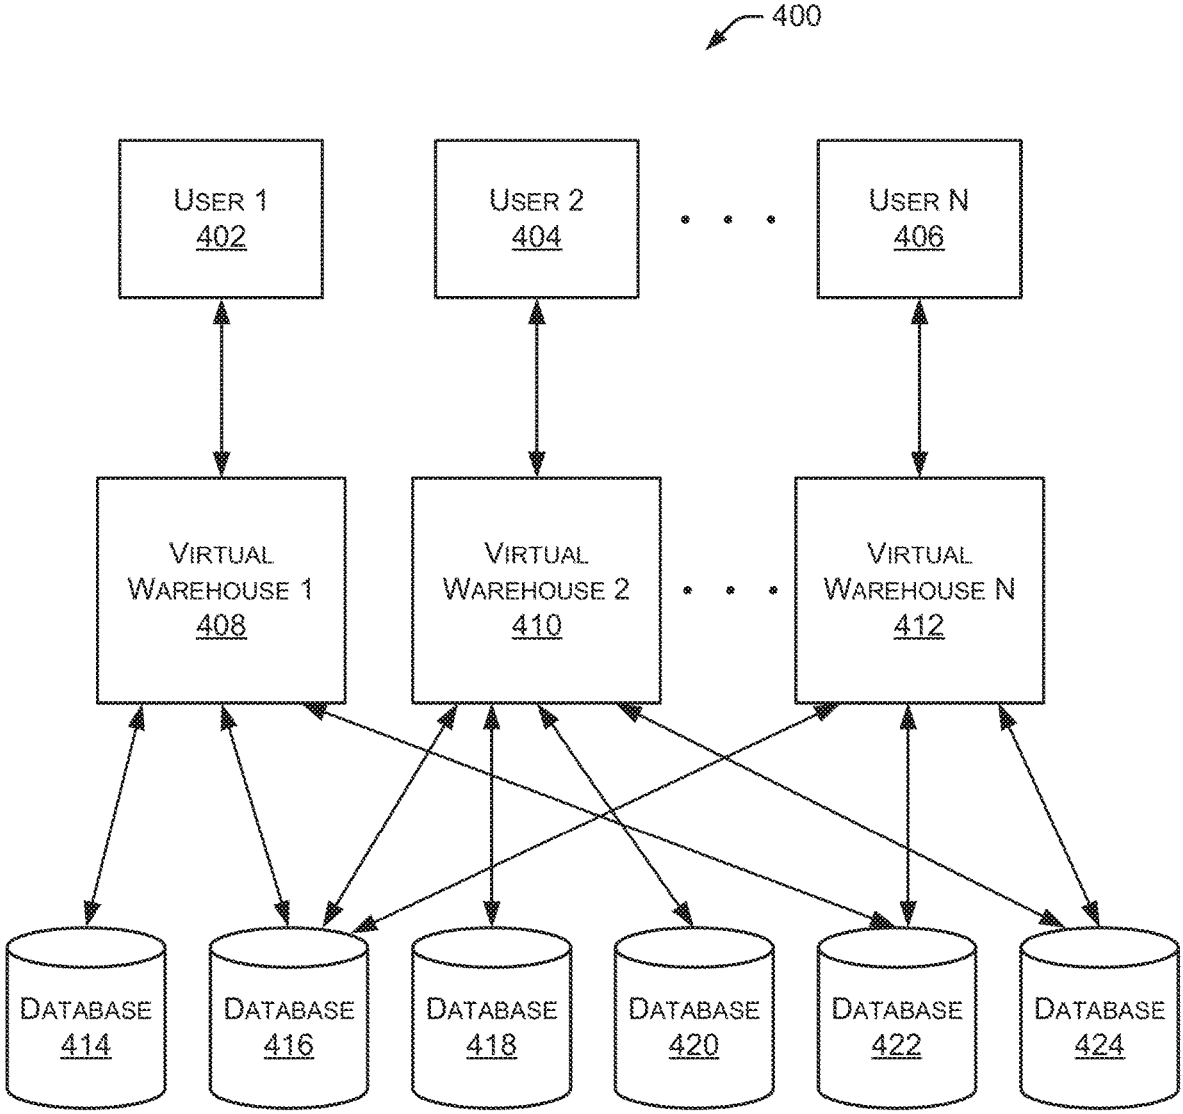 400
USER 1
402
USER 2
404
USER N
406
VIRTUAL
WAREHOUSE 1
408
VIRTUAL
WAREHOUSE 2
410
VIRTUAL
WAREHOUSE N
412
DATABASE
414
DATABASE
416
DATABASE
418
DATABASE
420
DATABASE
422
DATABASE
424